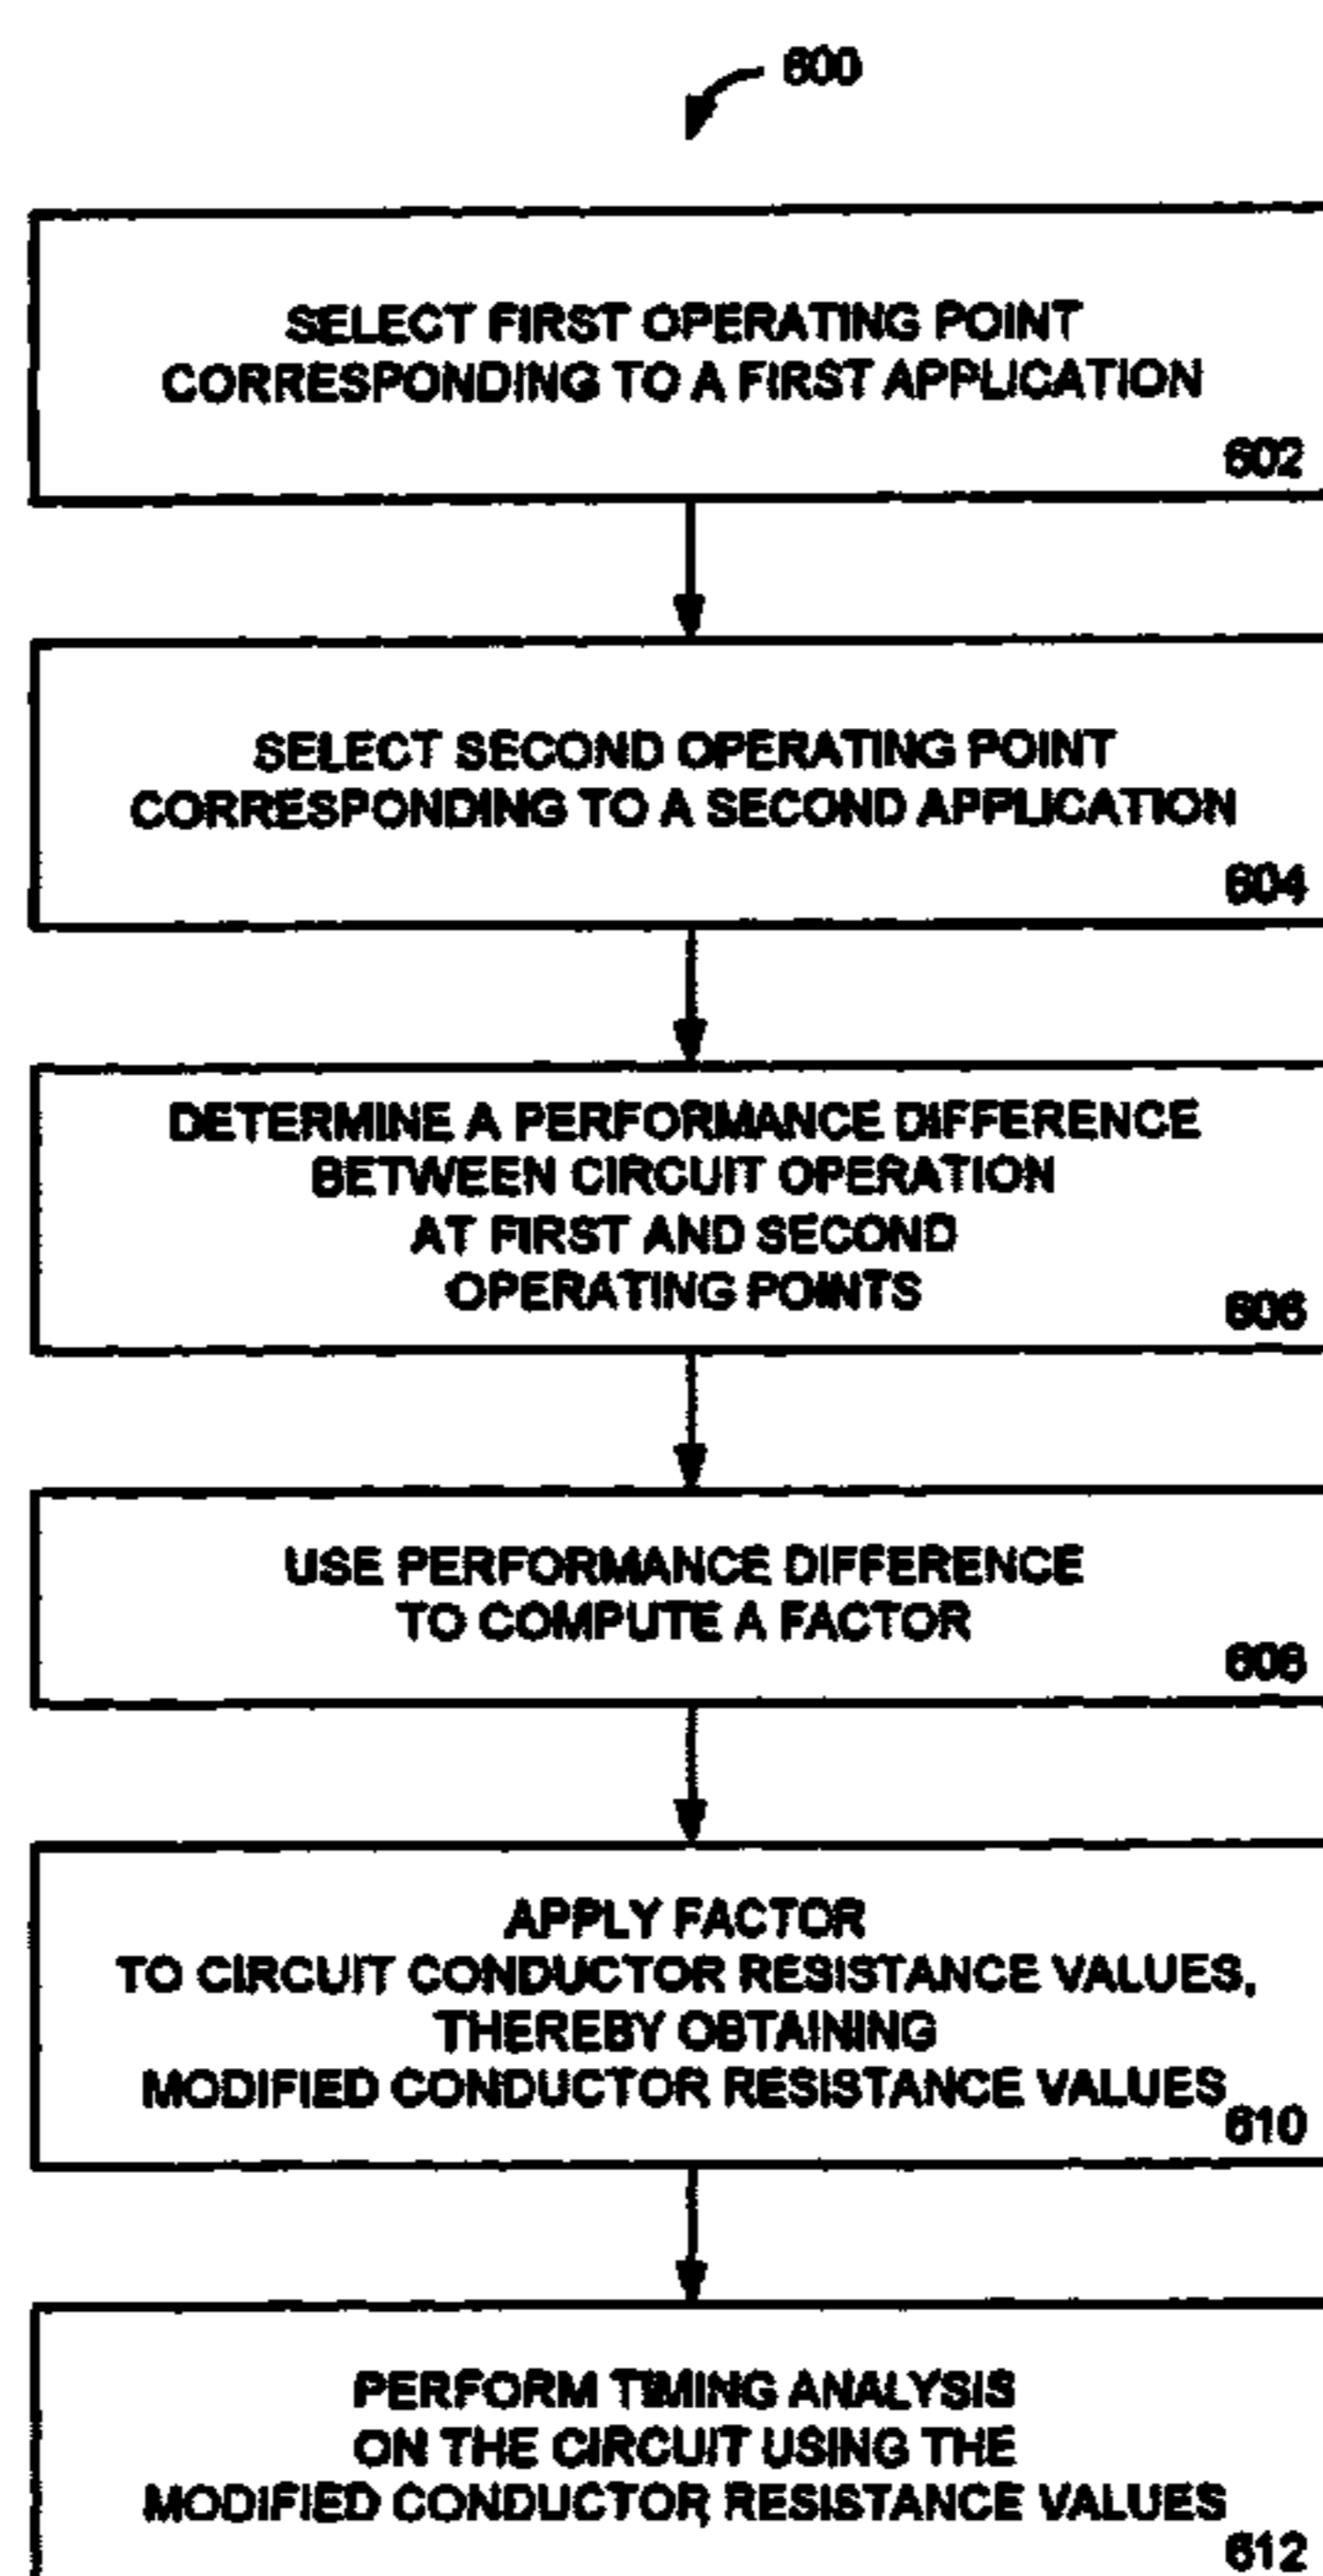 600
SELECT FIRST OPERATING POINT
CORRESPONDING TO A FIRST APPLICATION
602
SELECT SECOND OPERATING POINT
CORRESPONDING TO A SECOND APPLICATION
604
DETERMINE A PERFORMANCE DIFFERENCE
BETWEEN CIRCUIT OPERATION
AT FIRST AND SECOND
OPERATING POINTS
606
USE PERFORMANCE DIFFERENCE
TO COMPUTE A FACTOR
608
APPLY FACTOR
TO CIRCUIT CONDUCTOR RESISTANCE VALUES,
THEREBY OBTAINING
MODIFIED CONDUCTOR RESISTANCE VALUES
610
PERFORM TIMING ANALYSIS
ON THE CIRCUIT USING THE
MODIFIED CONDUCTOR RESISTANCE VALUES
612